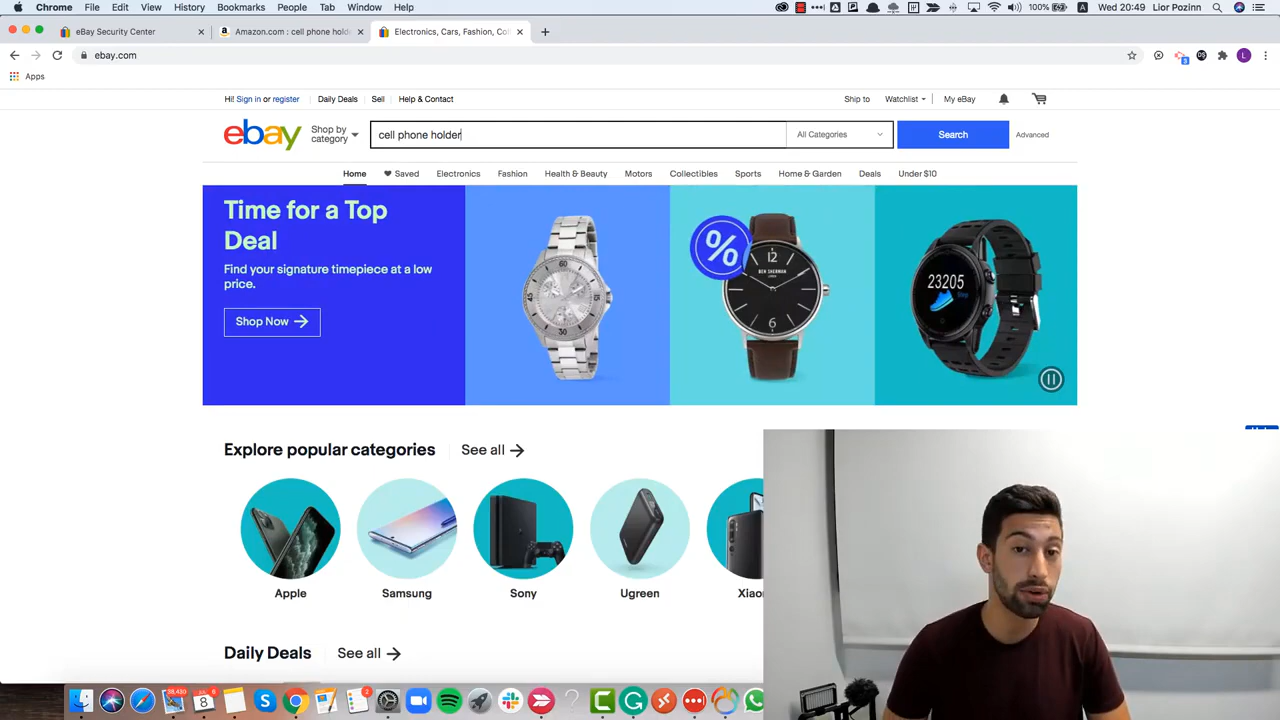 Chrome File Edit View History Bookmarks People Tab Window Help 100% Wed 20:49 Lior Pozinn
eBay Security Center
Amazon.com : cell phone hold
Electronics, Cars, Fashion, Col
ebay.com
Apps
Hi! Sign in or register Daily Deals Sell Help & Contact Ship to Watchlist My eBay
ebay
Shop by
category
cell phone holder
All Categories
Search
Advanced
Home Saved Electronics Fashion Health & Beauty Motors Collectibles Sports Home & Garden Deals Under $10
Time for a Top
Deal
Find your signature timepiece at a low
price.
Shop Now
%
60
30
12
BEN SHERMAN
6
23205
Explore popular categories See all
Apple
Samsung
Sony
Ugreen
Xiao
Daily Deals See all